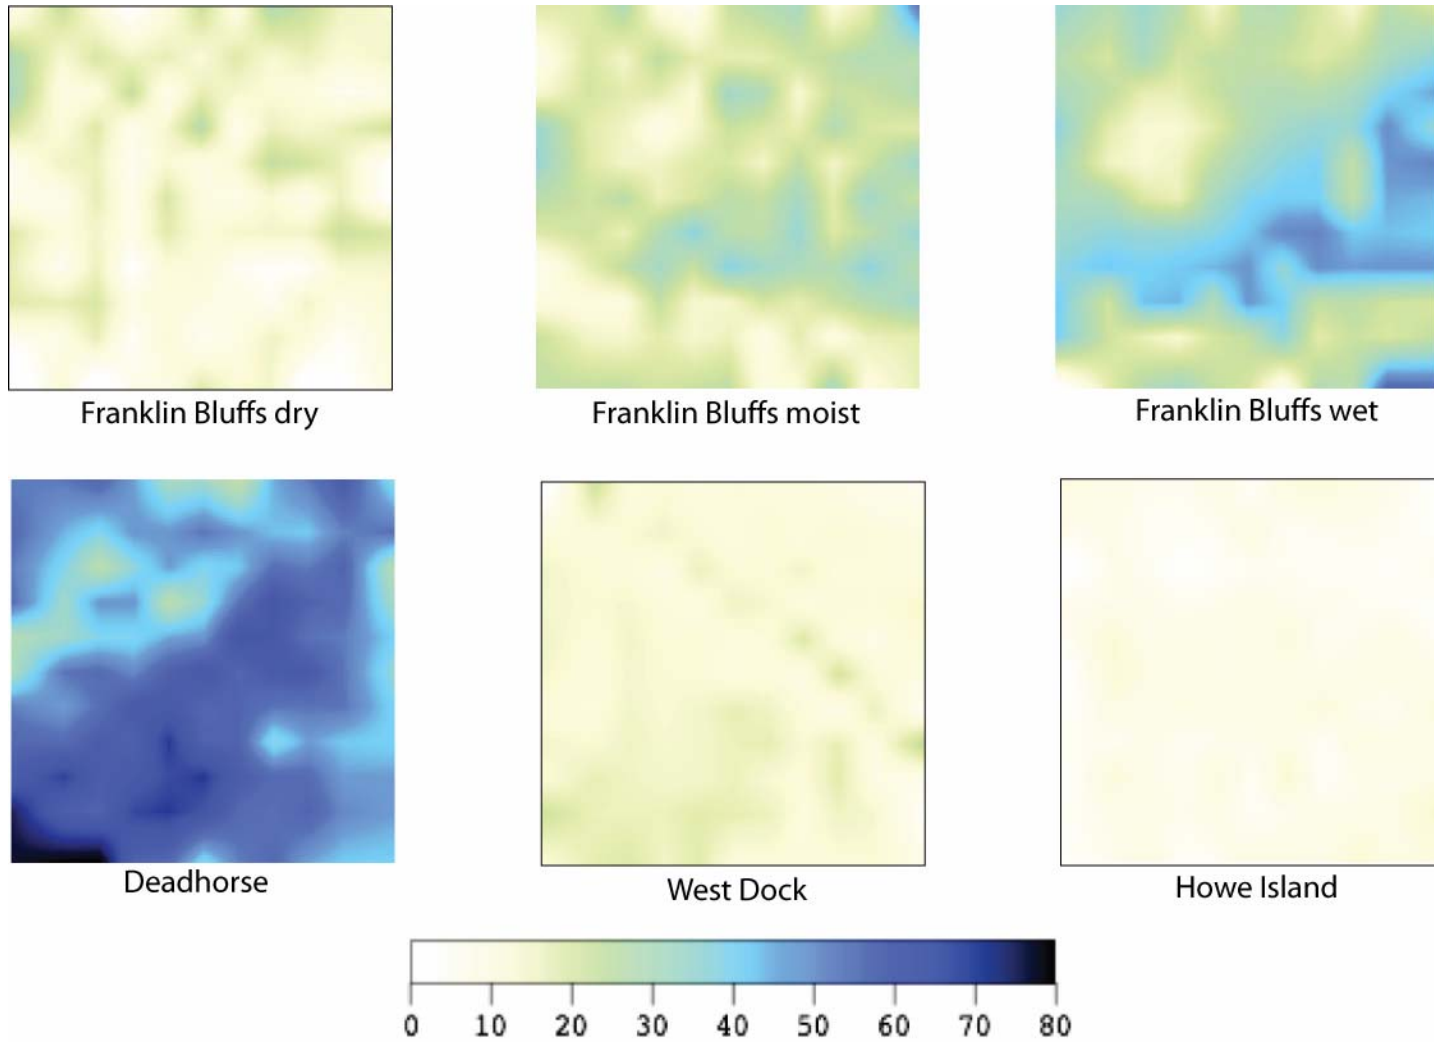 Franklin Bluffs dry
Franklin Bluffs moist
Franklin Bluffs wet
Deadhorse
West Dock
Howe Island
0 10 20 30 40 50 60 70 80